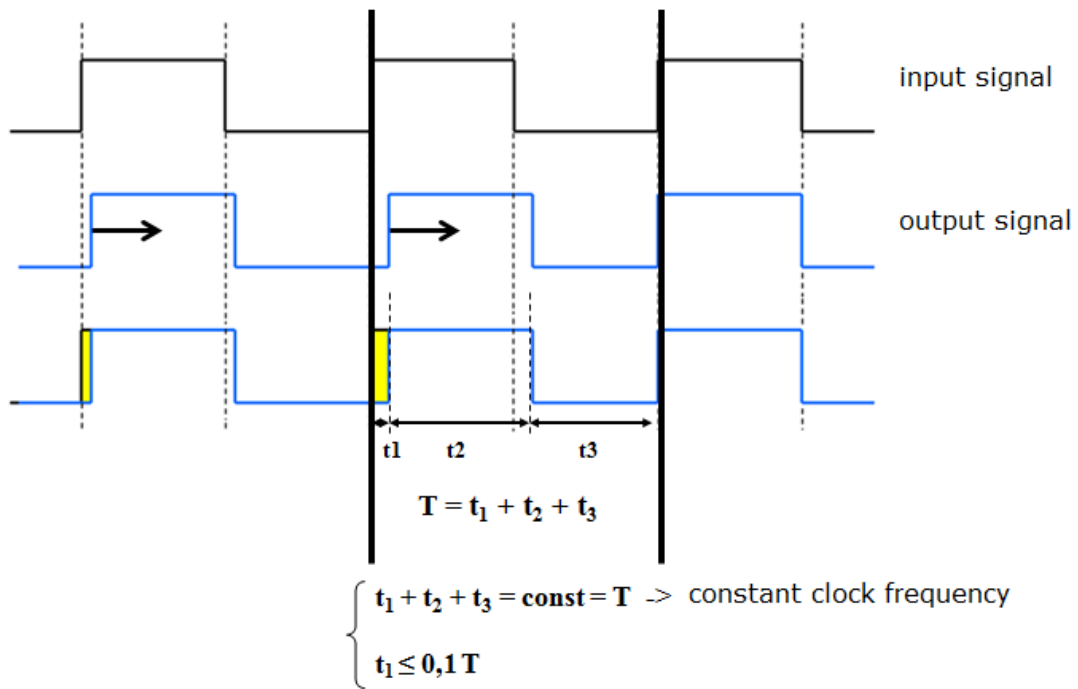 input signal
output signal
t1 t2 t3
T = t₁ + t₂ + t₃
t₁ + t₂ + t₃ = const = T -> constant clock frequency
t₁ ≤ 0,1 T